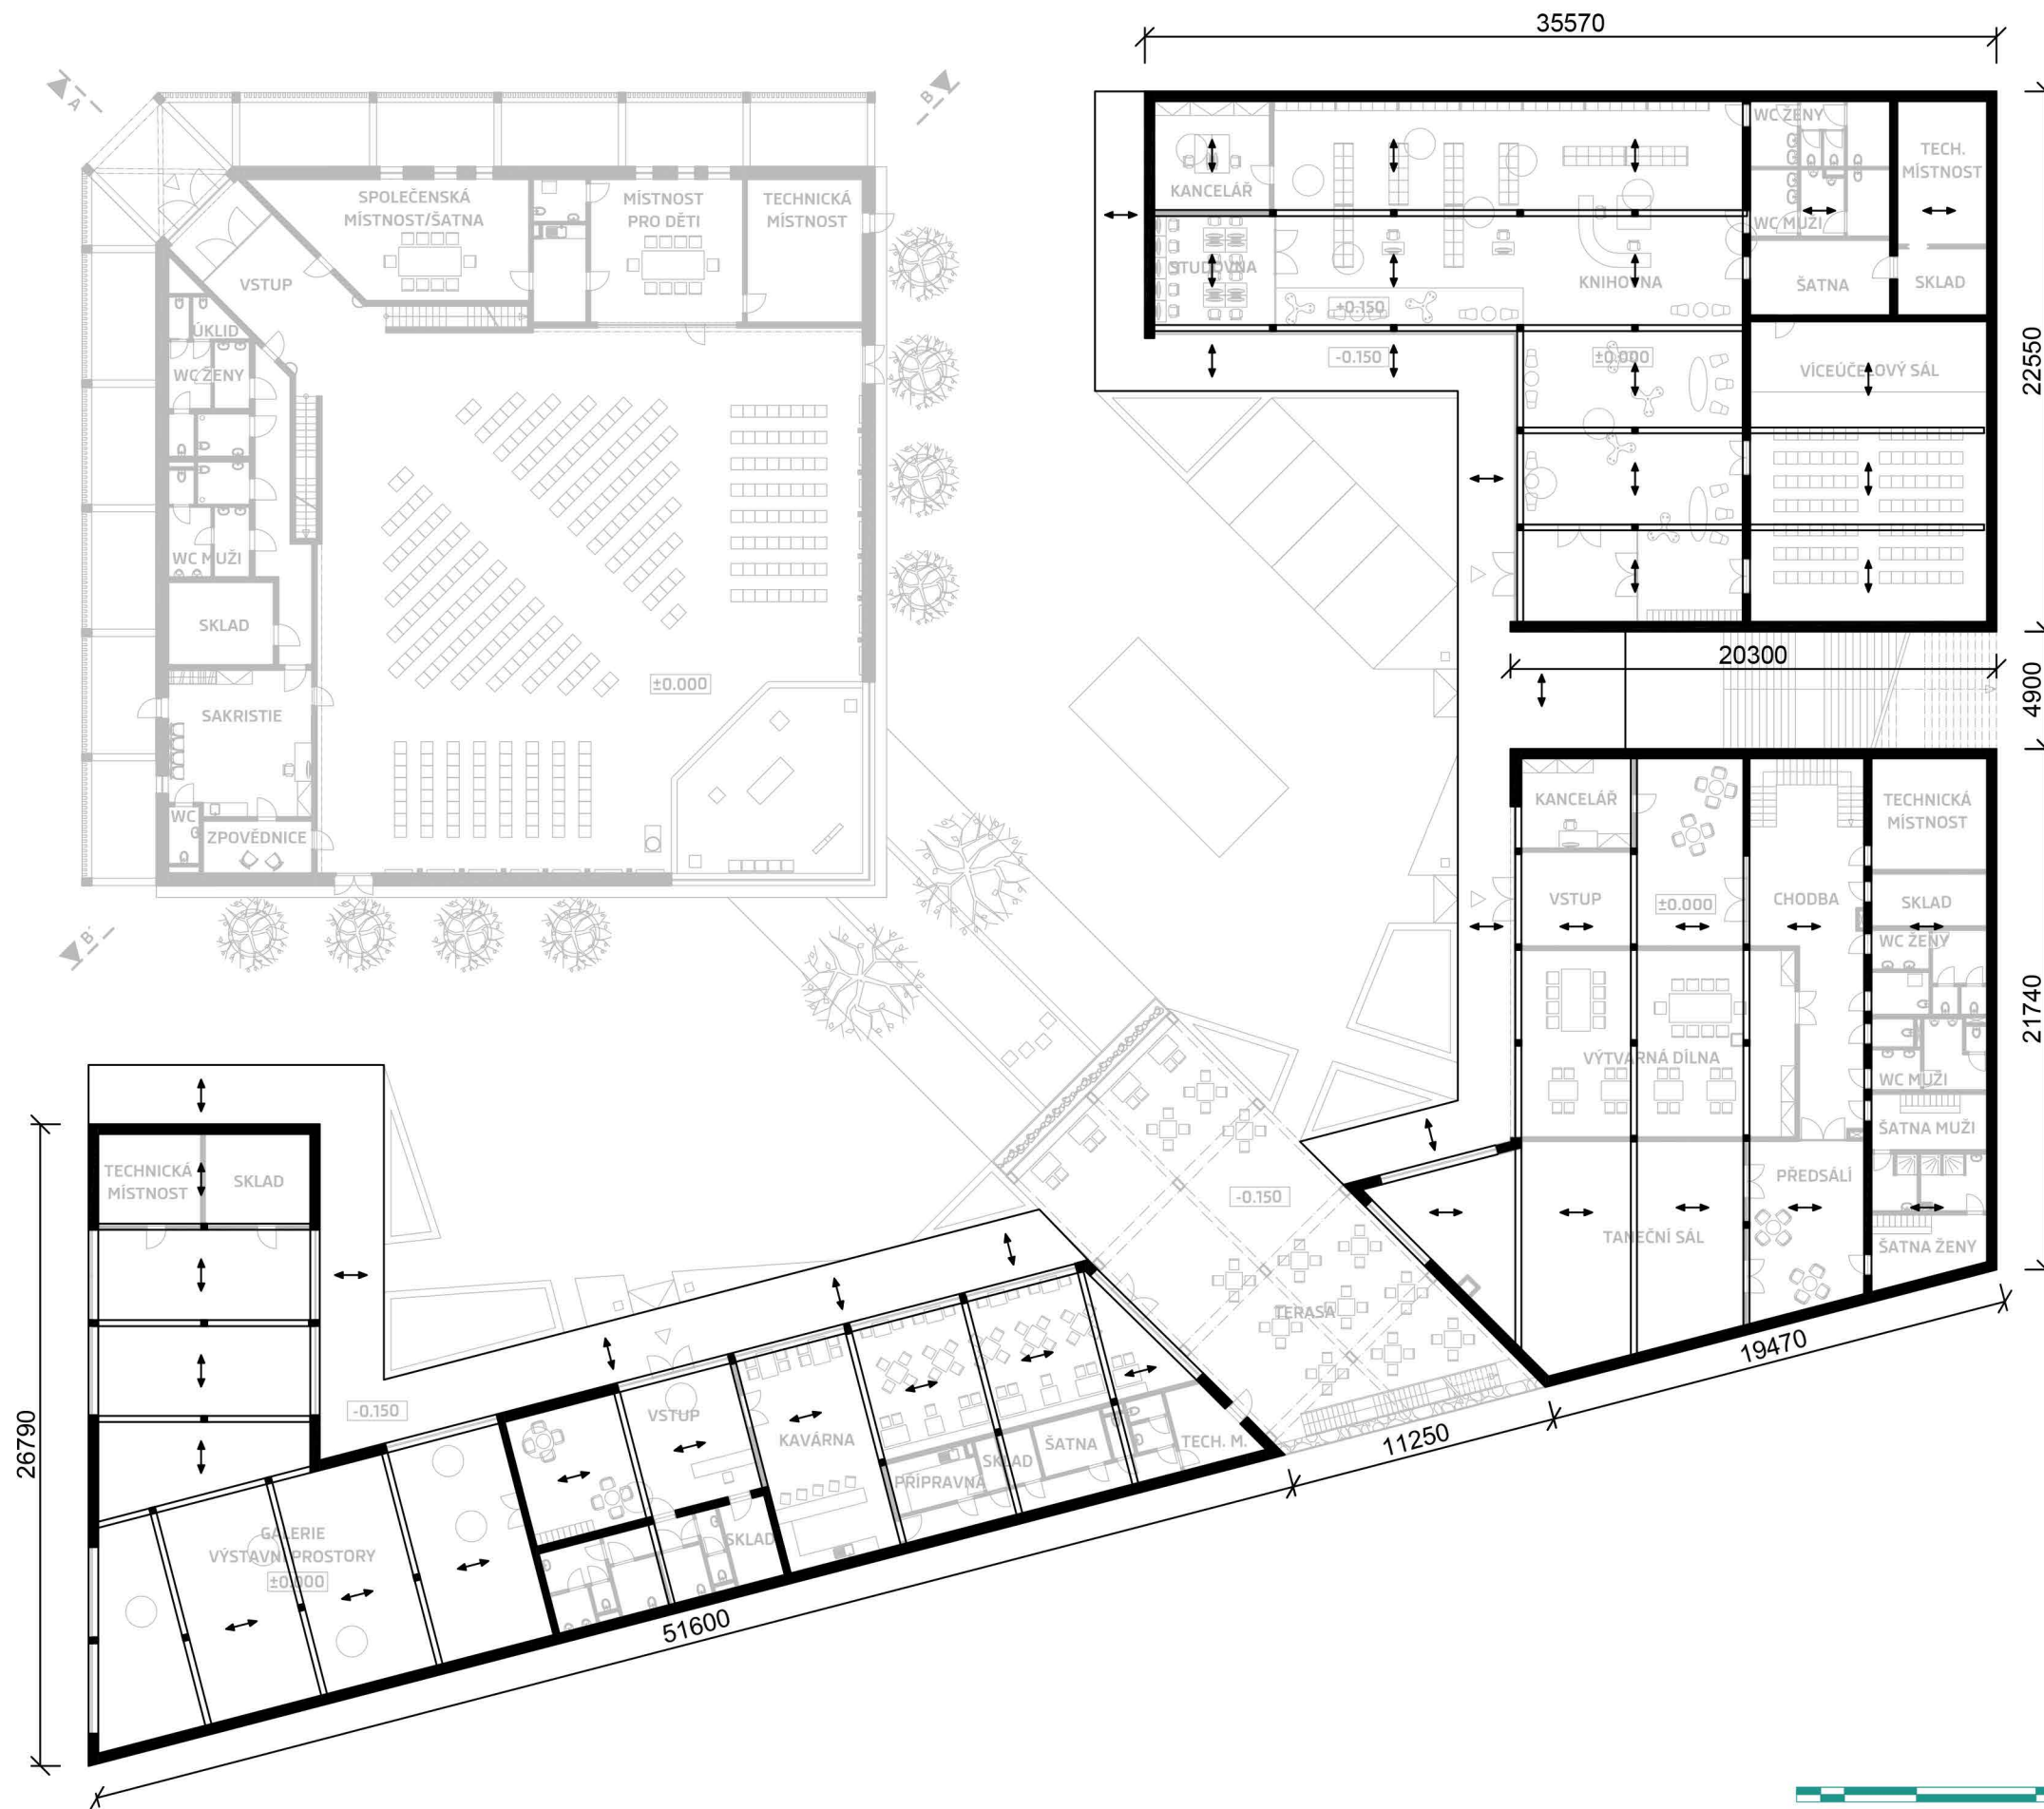 35570
A
B
SPOLEČENSKÁ
MÍSTNOST/ŠATNA
MÍSTNOST
PRO DĚTI
TECHNICKÁ
MÍSTNOST
VSTUP
ÚKLID
WC ŽENY
WC MUŽI
SKLAD
SAKRISTIE
WC
ZPOVĚDNICE
±0.000
B'
KANCELÁŘ
STUDOVNA
KNIHOVNA
+0.150
-0.150
±0.000
WC ŽENY
WC MUŽI
ŠATNA
TECH.
MÍSTNOST
SKLAD
VÍCEÚČELOVÝ SÁL
22550
20300
4900
KANCELÁŘ
VSTUP
±0.000
CHODBA
TECHNICKÁ
MÍSTNOST
SKLAD
WC ŽENY
VÝTVARNÁ DÍLNA
WC MUŽI
ŠATNA MUŽI
PŘEDSÁLÍ
TANEČNÍ SÁL
ŠATNA ŽENY
21740
19470
-0.150
TERASA
11250
TECHNICKÁ
MÍSTNOST
SKLAD
-0.150
26790
VSTUP
KAVÁRNA
PŘÍPRAVNA
SKLAD
ŠATNA
TECH. M.
SKLAD
GALERIE
VÝSTAVNÍ PROSTORY
±0.000
51600